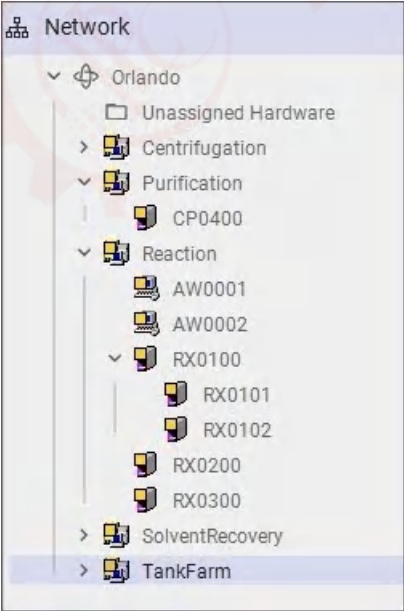 Network
Orlando
Unassigned Hardware
Centrifugation
Purification
CP0400
Reaction
AW0001
AW0002
RX0100
RX0101
RX0102
RX0200
RX0300
SolventRecovery
TankFarm